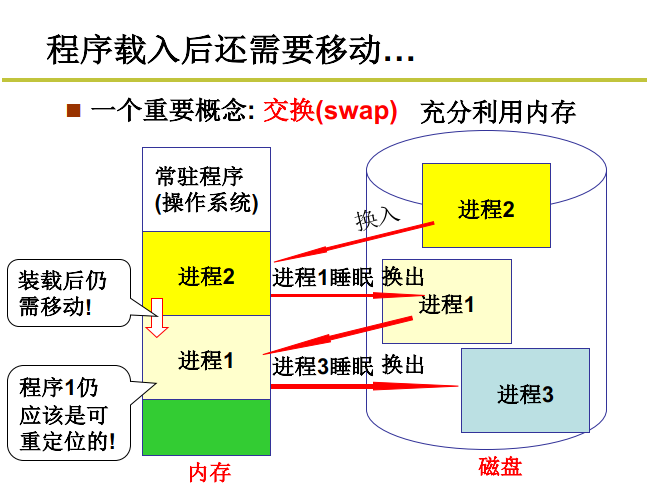 程序载入后还需要移动…
一个重要概念: 交换(swap) 充分利用内存
常驻程序
(操作系统)
进程2
换入
进程2
进程1睡眠 换出
装载后仍
需移动!
进程1
进程1
进程3睡眠 换出
程序1仍
应该是可
重定位的!
进程3
内存
磁盘